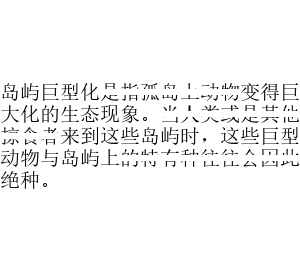 岛屿巨型化是指孤岛上动物变得巨
大化的生态现象。当人类或是其他
掠食者来到这些岛屿时，这些巨型
动物与岛屿上的特有种往往会因此
绝种。